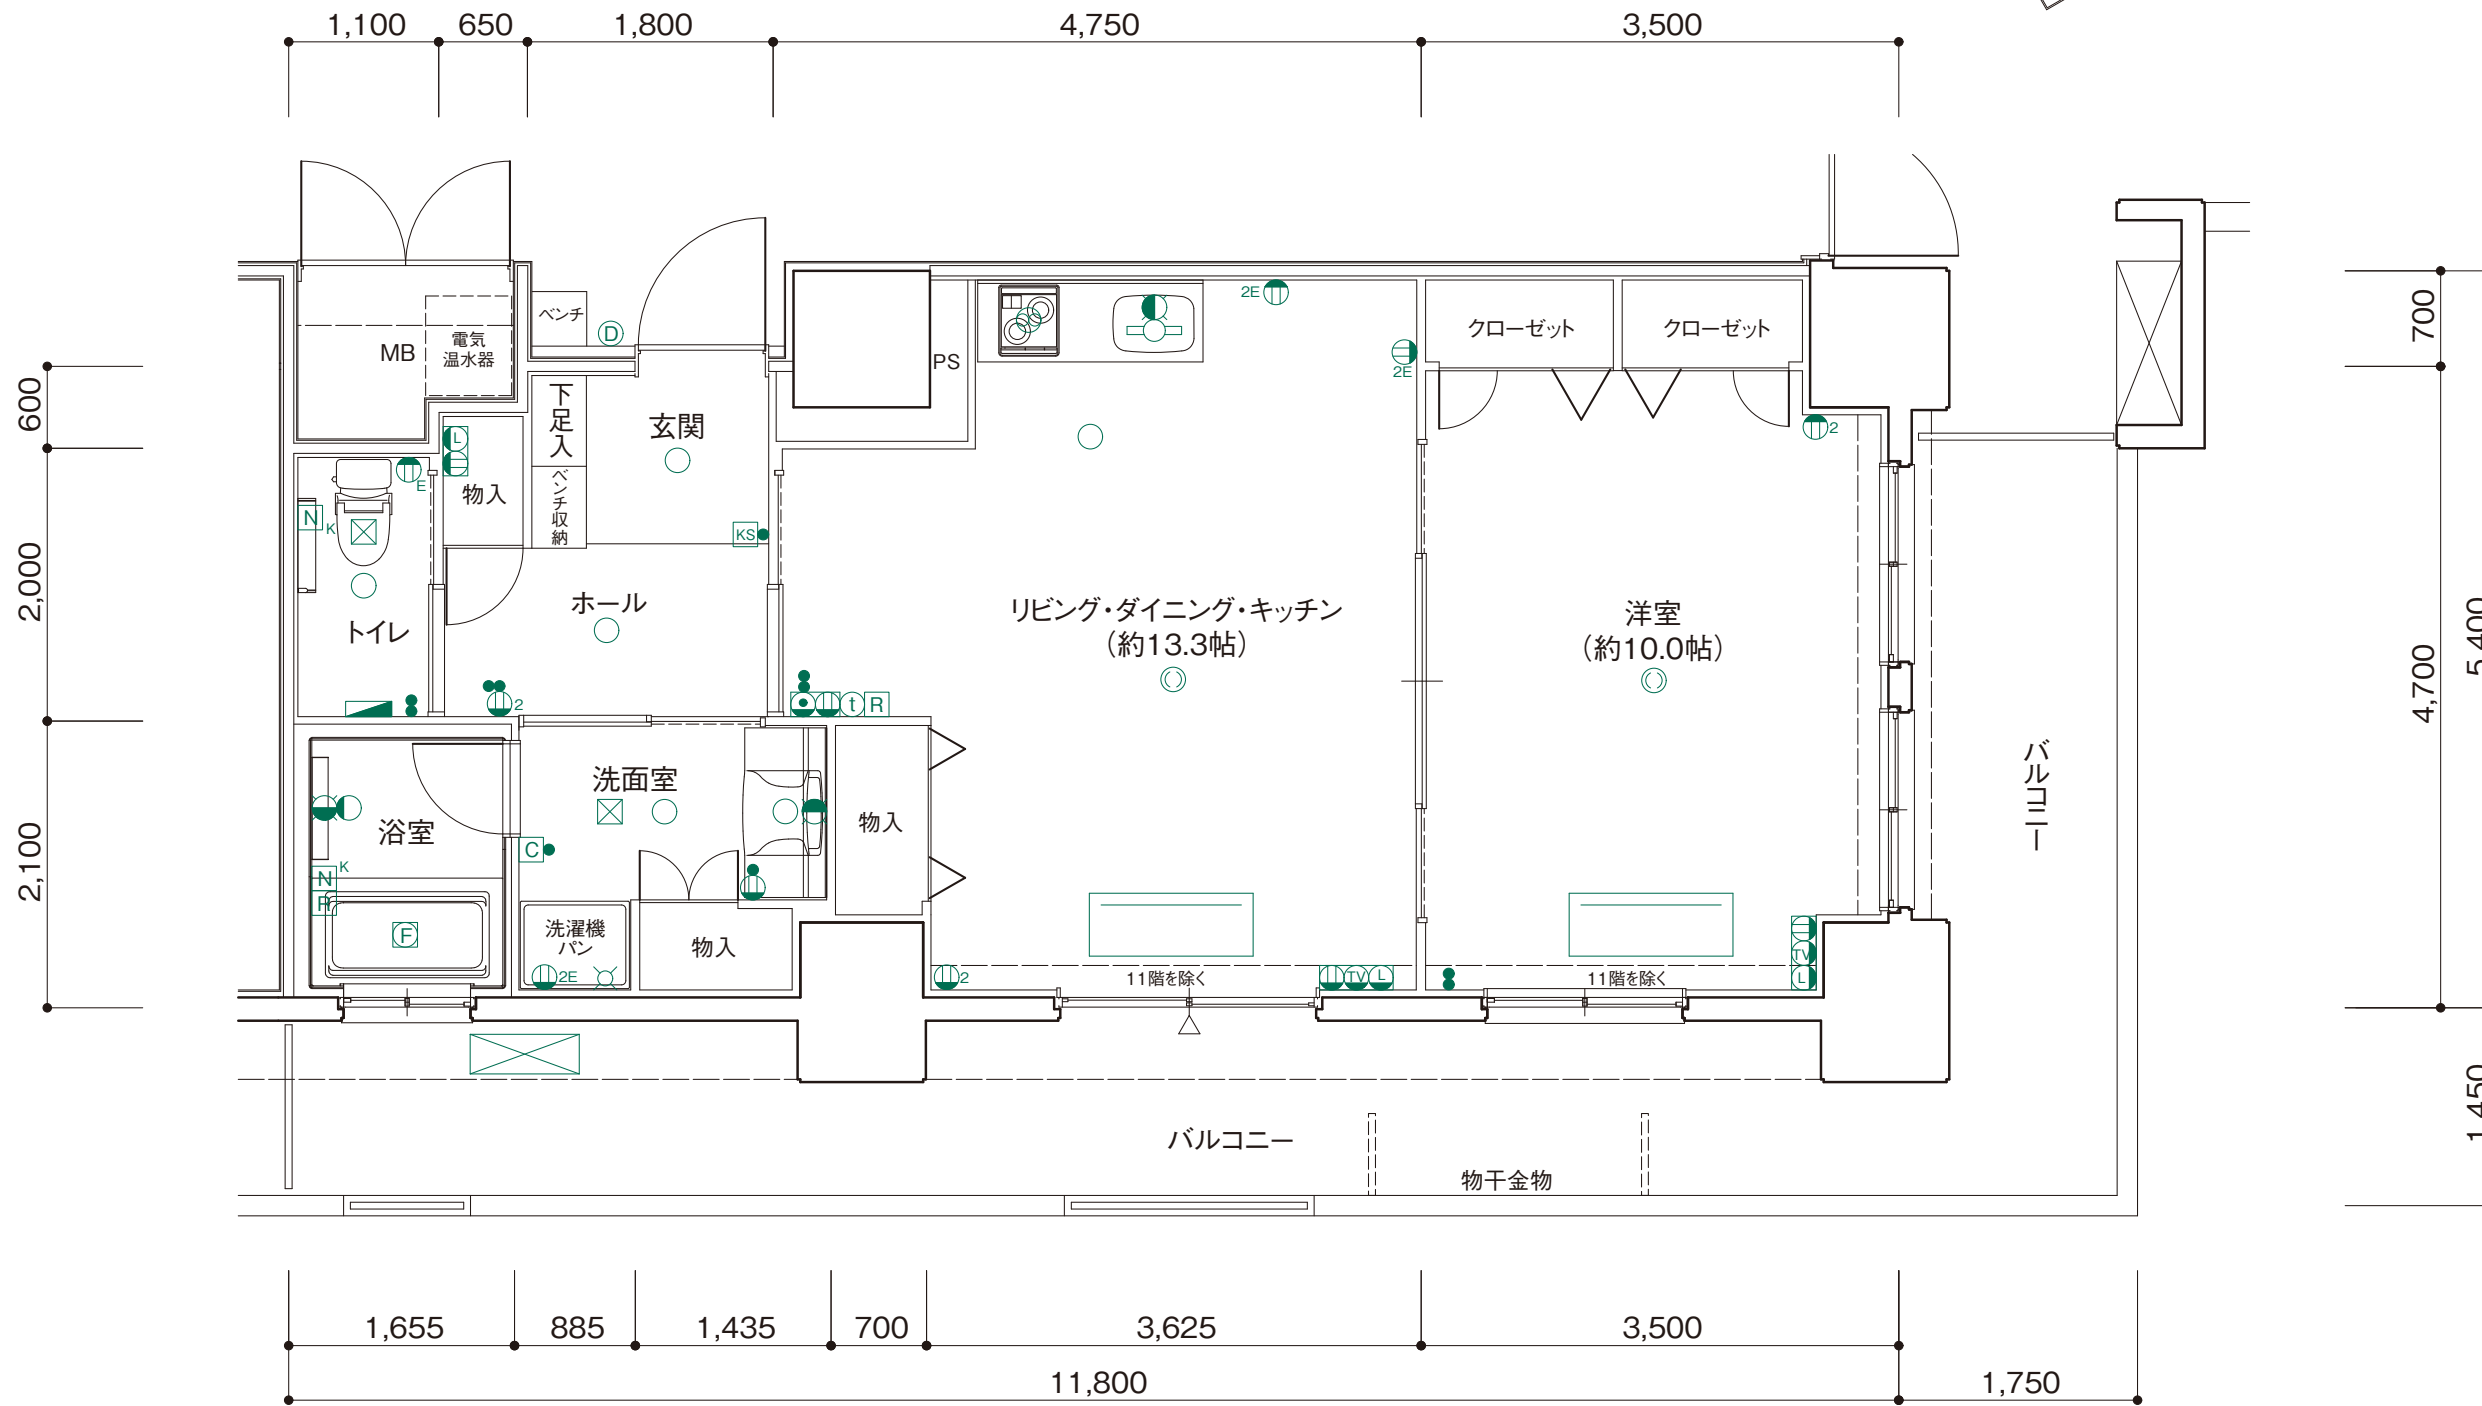 1,100 650 1,800 4,750 3,500
ベンチ
D
2E
MB
電気
温水器
PS
2E
クローゼット
クローゼット
700
600
下足入
玄関
2
L
E
物入
ベンチ収納
N
K
KS
2,000
トイレ
ホール
リビング・ダイニング・キッチン
(約13.3帖)
洋室
(約10.0帖)
5,400
4,700
2
t
R
バルコニー
洗面室
浴室
物入
2,100
C
N
K
R
F
洗濯機
パン
2E
物入
2
11階を除く
TV
L
11階を除く
TV
L
1,450
バルコニー
物干金物
1,655 885 1,435 700 3,625 3,500
11,800 1,750